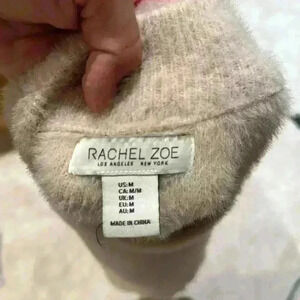 RACHEL ZOE
LOS ANGELES NEW YORK
US:M
CA: M/M
UK:M
EU:M
AU:M
MADE IN CHINA